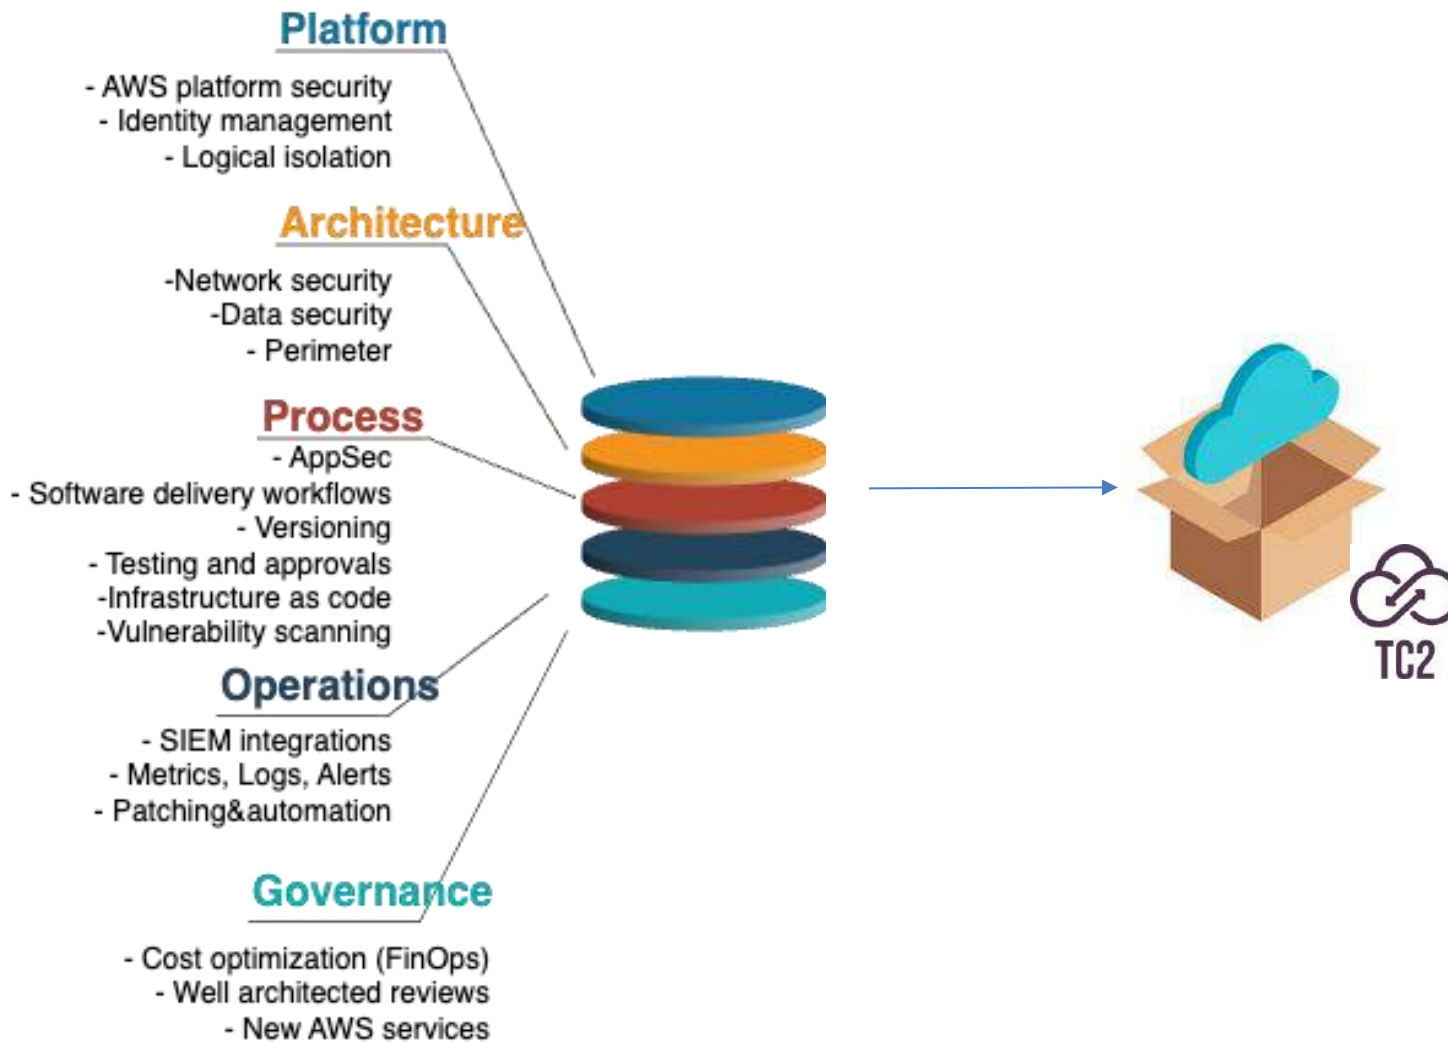 Platform
- AWS platform security
- Identity management
- Logical isolation
Architecture
-Network security
-Data security
- Perimeter
Process
- AppSec
- Software delivery workflows
- Versioning
- Testing and approvals
-Infrastructure as code
-Vulnerability scanning
Operations
- SIEM integrations
- Metrics, Logs, Alerts
- Patching&automation
Governance
- Cost optimization (FinOps)
- Well architected reviews
- New AWS services
TC2